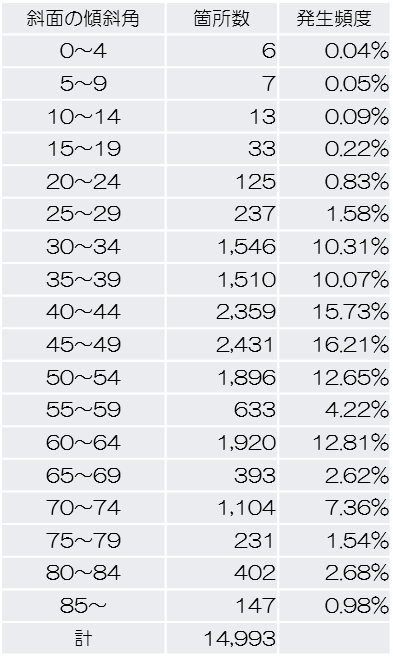 斜面の傾斜角 箇所数 発生頻度
0～4 6 0.04%
5～9 7 0.05%
10～14 13 0.09%
15～19 33 0.22%
20～24 125 0.83%
25～29 237 1.58%
30～34 1,546 10.31%
35～39 1,510 10.07%
40～44 2,359 15.73%
45～49 2,431 16.21%
50～54 1,896 12.65%
55～59 633 4.22%
60～64 1,920 12.81%
65～69 393 2.62%
70～74 1,104 7.36%
75～79 231 1.54%
80～84 402 2.68%
85～ 147 0.98%
計 14,993